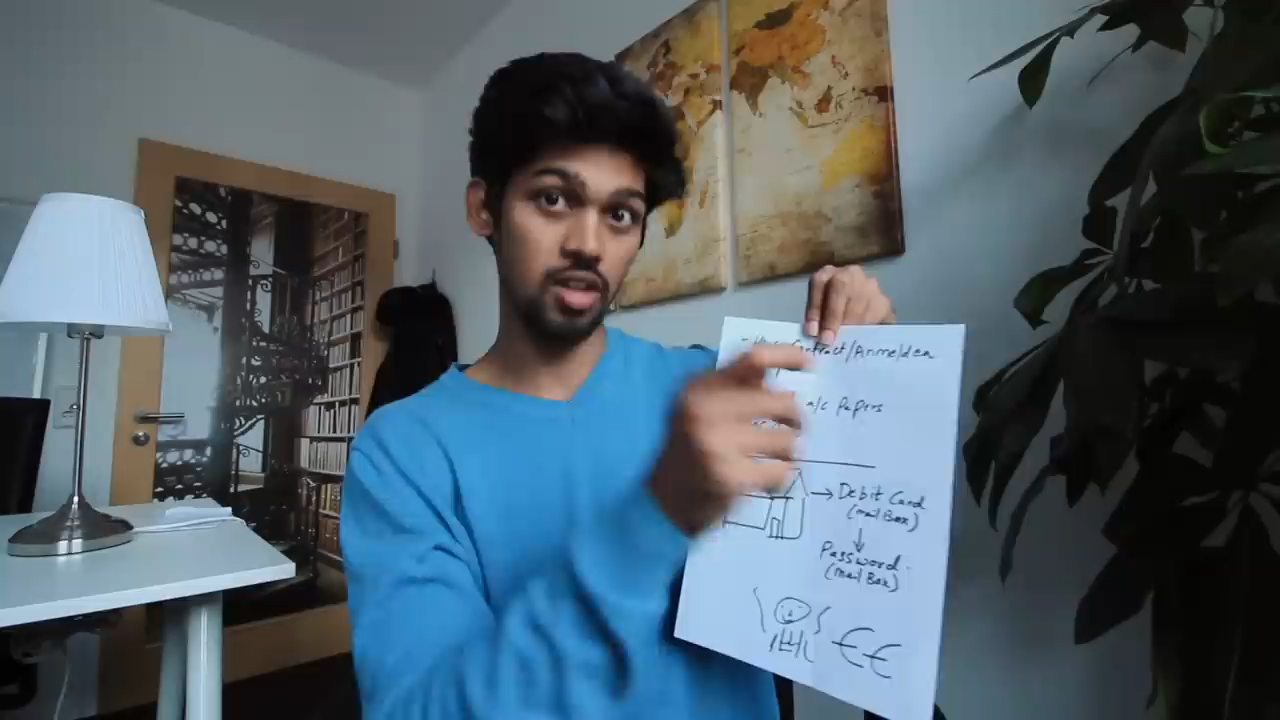 Contract/Anmelden
a/c Papers
→ Debit Card
(mail Box)
↓
Password.
(mail Box)
€€